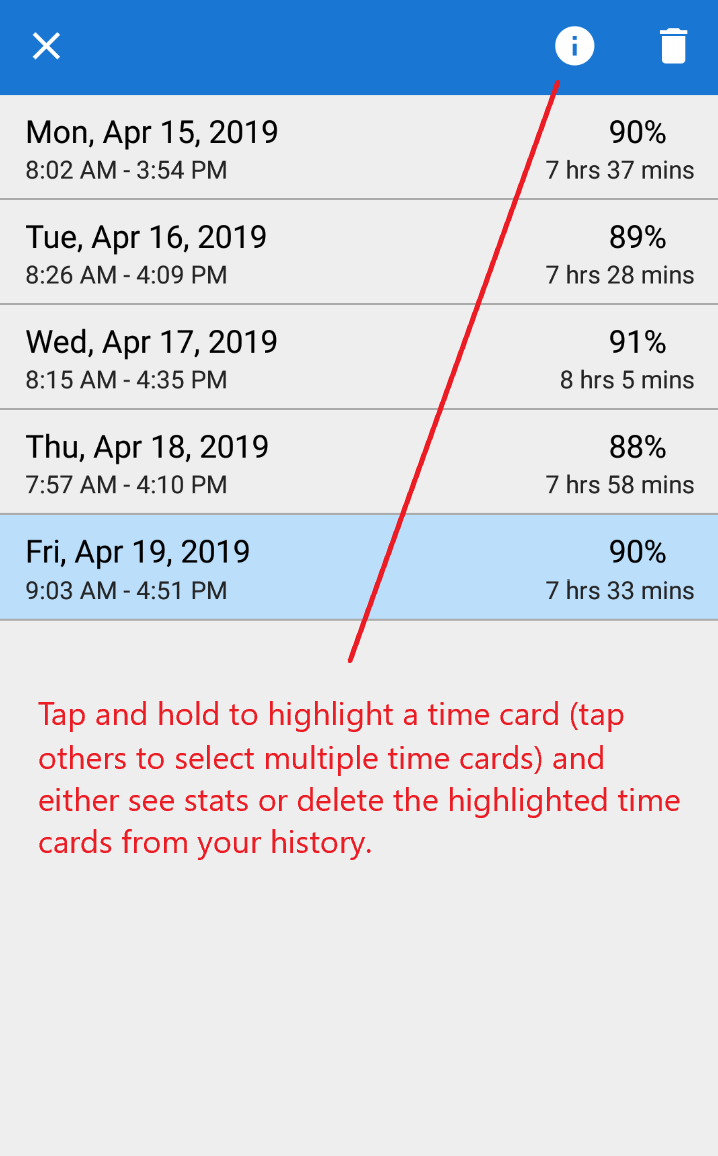 Mon, Apr 15, 2019 90%
8:02 AM - 3:54 PM 7 hrs 37 mins
Tue, Apr 16, 2019 89%
8:26 AM - 4:09 PM 7 hrs 28 mins
Wed, Apr 17, 2019 91%
8:15 AM - 4:35 PM 8 hrs 5 mins
Thu, Apr 18, 2019 88%
7:57 AM - 4:10 PM 7 hrs 58 mins
Fri, Apr 19, 2019 90%
9:03 AM - 4:51 PM 7 hrs 33 mins
Tap and hold to highlight a time card (tap
others to select multiple time cards) and
either see stats or delete the highlighted time
cards from your history.